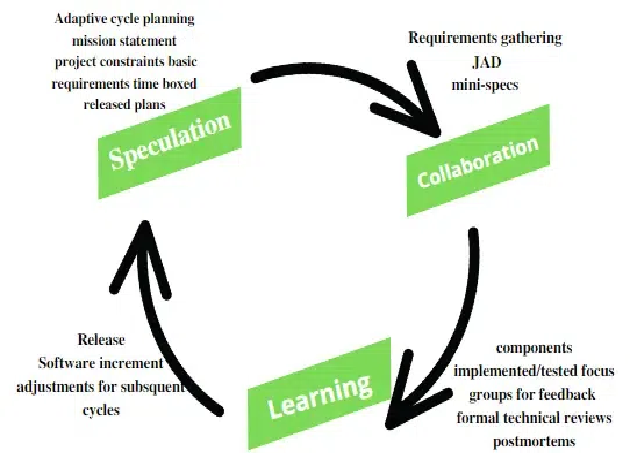 Adaptive cycle planning
mission statement
project constraints basic
requirements time boxed
released plans
Speculation
Requirements gathering
JAD
mini-specs
Collaboration
components
implemented/tested focus
groups for feedback
formal technical reviews
postmortems
Learning
Release
Software increment
adjustments for subsquent
cycles